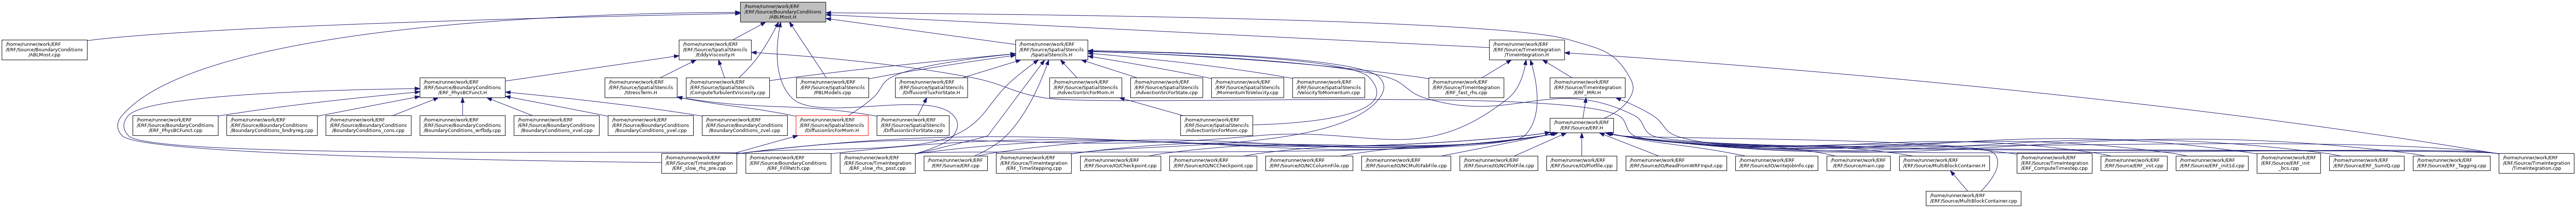 /home/runner/work/ERF
/ERF/Source/BoundaryConditions
/ABLMost.H
/home/runner/work/ERF
/ERF/Source/BoundaryConditions
/ABLMost.cpp
/home/runner/work/ERF
/ERF/Source/SpatialStencils
/EddyViscosity.H
/home/runner/work/ERF
/ERF/Source/SpatialStencils
/SpatialStencils.H
/home/runner/work/ERF
/ERF/Source/TimeIntegration
/TimeIntegration.H
/home/runner/work/ERF
/ERF/Source/BoundaryConditions
/ERF_PhysBCFunct.H
/home/runner/work/ERF
/ERF/Source/SpatialStencils
/StressTerm.H
/home/runner/work/ERF
/ERF/Source/SpatialStencils
/ComputeTurbulentViscosity.cpp
/home/runner/work/ERF
/ERF/Source/SpatialStencils
/PBLModels.cpp
/home/runner/work/ERF
/ERF/Source/SpatialStencils
/DiffusionFluxForState.H
/home/runner/work/ERF
/ERF/Source/SpatialStencils
/AdvectionSrcForMom.H
/home/runner/work/ERF
/ERF/Source/SpatialStencils
/AdvectionSrcForState.cpp
/home/runner/work/ERF
/ERF/Source/SpatialStencils
/MomentumToVelocity.cpp
/home/runner/work/ERF
/ERF/Source/SpatialStencils
/VelocityToMomentum.cpp
/home/runner/work/ERF
/ERF/Source/TimeIntegration
/ERF_fast_rhs.cpp
/home/runner/work/ERF
/ERF/Source/TimeIntegration
/ERF_MRI.H
/home/runner/work/ERF
/ERF/Source/BoundaryConditions
/ERF_PhysBCFunct.cpp
/home/runner/work/ERF
/ERF/Source/BoundaryConditions
/BoundaryConditions_bndryreg.cpp
/home/runner/work/ERF
/ERF/Source/BoundaryConditions
/BoundaryConditions_cons.cpp
/home/runner/work/ERF
/ERF/Source/BoundaryConditions
/BoundaryConditions_wrfbdy.cpp
/home/runner/work/ERF
/ERF/Source/BoundaryConditions
/BoundaryConditions_xvel.cpp
/home/runner/work/ERF
/ERF/Source/BoundaryConditions
/BoundaryConditions_yvel.cpp
/home/runner/work/ERF
/ERF/Source/BoundaryConditions
/BoundaryConditions_zvel.cpp
/home/runner/work/ERF
/ERF/Source/SpatialStencils
/DiffusionSrcForMom.H
/home/runner/work/ERF
/ERF/Source/SpatialStencils
/DiffusionSrcForState.cpp
/home/runner/work/ERF
/ERF/Source/SpatialStencils
/AdvectionSrcForMom.cpp
/home/runner/work/ERF
/ERF/Source/ERF.H
/home/runner/work/ERF
/ERF/Source/TimeIntegration
/ERF_slow_rhs_pre.cpp
/home/runner/work/ERF
/ERF/Source/BoundaryConditions
/ERF_FillPatch.cpp
/home/runner/work/ERF
/ERF/Source/TimeIntegration
/ERF_slow_rhs_post.cpp
/home/runner/work/ERF
/ERF/Source/ERF.cpp
/home/runner/work/ERF
/ERF/Source/TimeIntegration
/ERF_TimeStepping.cpp
/home/runner/work/ERF
/ERF/Source/IO/Checkpoint.cpp
/home/runner/work/ERF
/ERF/Source/IO/NCCheckpoint.cpp
/home/runner/work/ERF
/ERF/Source/IO/NCColumnFile.cpp
/home/runner/work/ERF
/ERF/Source/IO/NCMultiFabFile.cpp
/home/runner/work/ERF
/ERF/Source/IO/NCPlotFile.cpp
/home/runner/work/ERF
/ERF/Source/IO/Plotfile.cpp
/home/runner/work/ERF
/ERF/Source/IO/ReadFromWRFInput.cpp
/home/runner/work/ERF
/ERF/Source/IO/writeJobInfo.cpp
/home/runner/work/ERF
/ERF/Source/main.cpp
/home/runner/work/ERF
/ERF/Source/MultiBlockContainer.H
/home/runner/work/ERF
/ERF/Source/TimeIntegration
/ERF_ComputeTimestep.cpp
/home/runner/work/ERF
/ERF/Source/ERF_init.cpp
/home/runner/work/ERF
/ERF/Source/ERF_init1d.cpp
/home/runner/work/ERF
/ERF/Source/ERF_init
_bcs.cpp
/home/runner/work/ERF
/ERF/Source/ERF_SumIQ.cpp
/home/runner/work/ERF
/ERF/Source/ERF_Tagging.cpp
/home/runner/work/ERF
/ERF/Source/TimeIntegration
/TimeIntegration.cpp
/home/runner/work/ERF
/ERF/Source/MultiBlockContainer.cpp